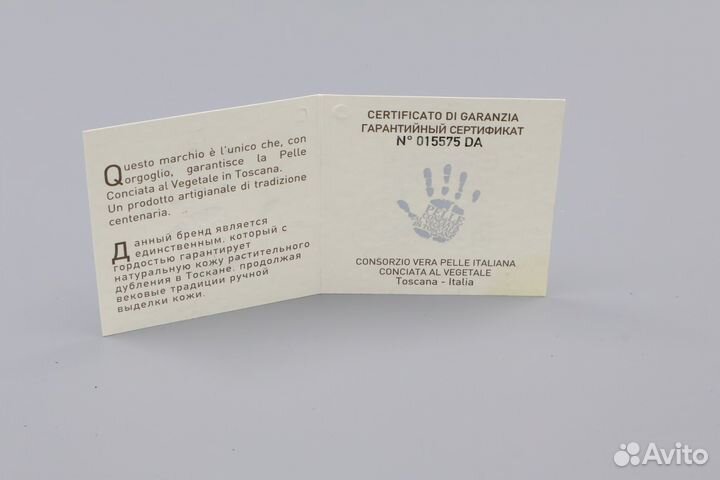 Questo marchio è l'unico che, con
orgoglio, garantisce la Pelle
Conciata al Vegetale in Toscana.
Un prodotto artigianale di tradizione
centenaria.
Данный бренд является
единственным, который с
гордостью гарантирует
натуральную кожу растительного
дубления в Тоскане, продолжая
вековые традиции ручной
выделки кожи.
CERTIFICATO DI GARANZIA
ГАРАНТИЙНЫЙ СЕРТИФИКАТ
N° 015575 DA
PELLE
CONSORZIO VERA PELLE ITALIANA
CONCIATA AL VEGETALE
Toscana - Italia
Avito